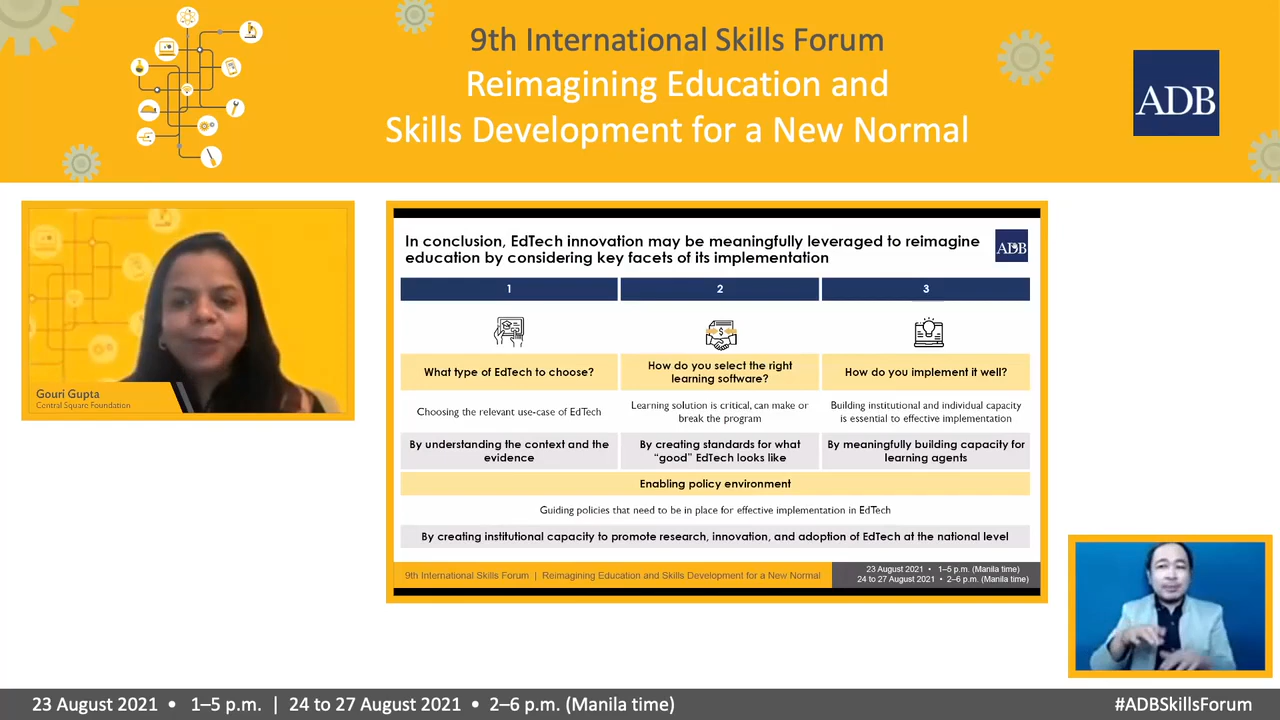 9th International Skills Forum
Reimagining Education and
Skills Development for a New Normal
ADB
Gouri Gupta
Central Square Foundation
In conclusion, EdTech innovation may be meaningfully leveraged to reimagine
education by considering key facets of its implementation
ADB
1
2
3
What type of EdTech to choose?
How do you select the right
learning software?
How do you implement it well?
Choosing the relevant use-case of EdTech
Learning solution is critical, can make or
break the program
Building institutional and individual capacity
is essential to effective implementation
By understanding the context and the
evidence
By creating standards for what
“good” EdTech looks like
By meaningfully building capacity for
learning agents
Enabling policy environment
Guiding policies that need to be in place for effective implementation in EdTech
By creating institutional capacity to promote research, innovation, and adoption of EdTech at the national level
9th International Skills Forum | Reimagining Education and Skills Development for a New Normal
23 August 2021 • 1–5 p.m. (Manila time)
24 to 27 August 2021 • 2–6 p.m. (Manila time)
23 August 2021 • 1–5 p.m. | 24 to 27 August 2021 • 2–6 p.m. (Manila time)
#ADBSkillsForum